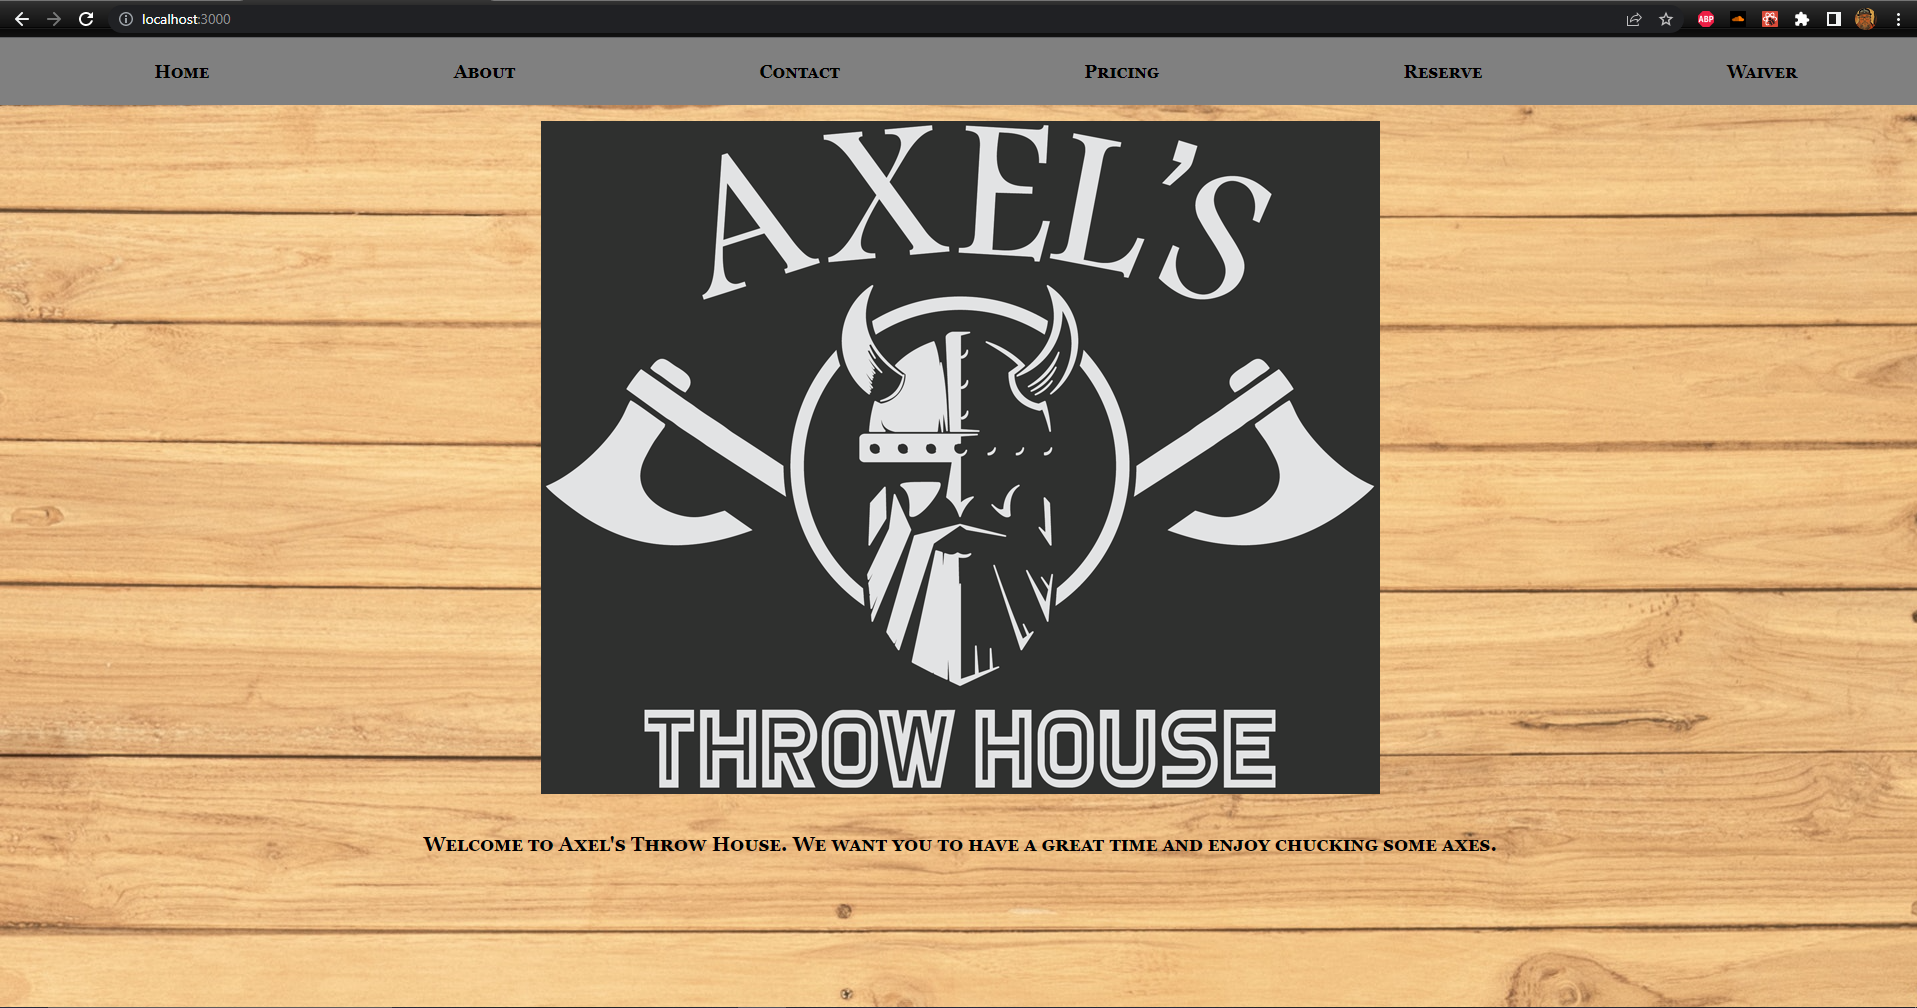 localhost:3000
ABP
Home About Contact Pricing Reserve Waiver
AXEL'S
THROW HOUSE
Welcome to Axel's Throw House. We want you to have a great time and enjoy chucking some axes.